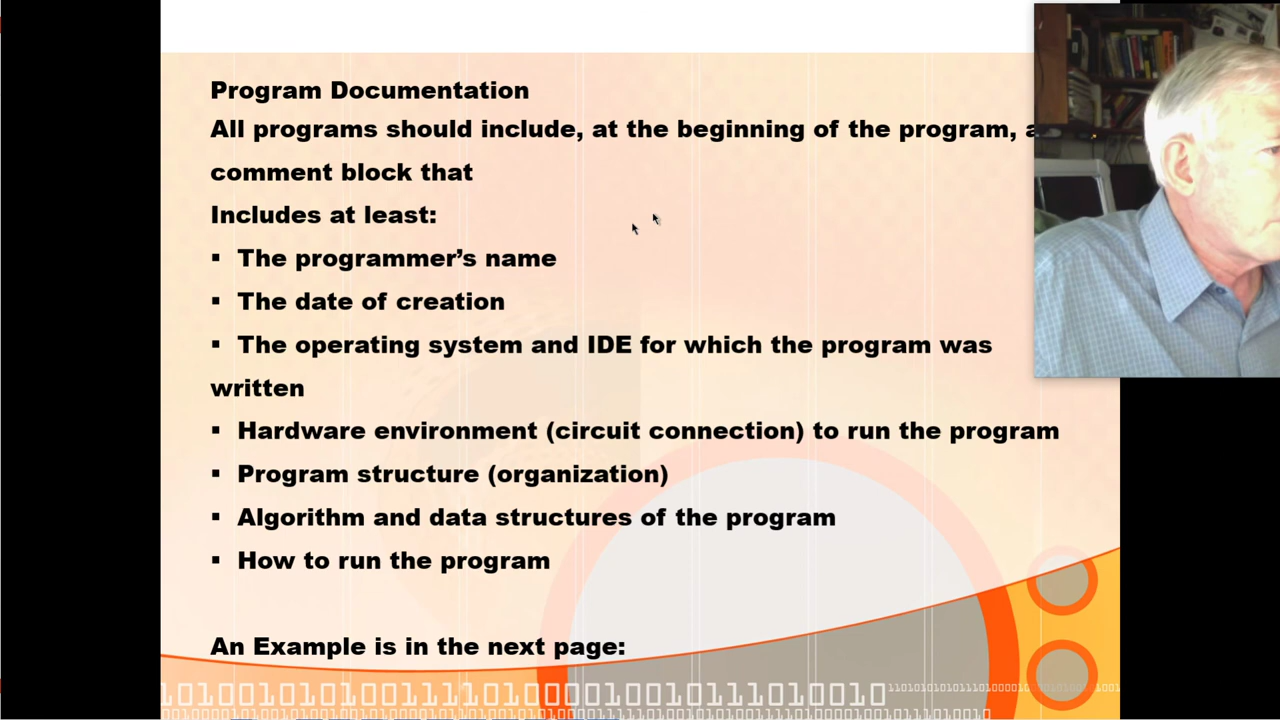 Program Documentation
All programs should include, at the beginning of the program, a
comment block that
Includes at least:
▪ The programmer’s name
▪ The date of creation
▪ The operating system and IDE for which the program was
written
▪ Hardware environment (circuit connection) to run the program
▪ Program structure (organization)
▪ Algorithm and data structures of the program
▪ How to run the program
An Example is in the next page: